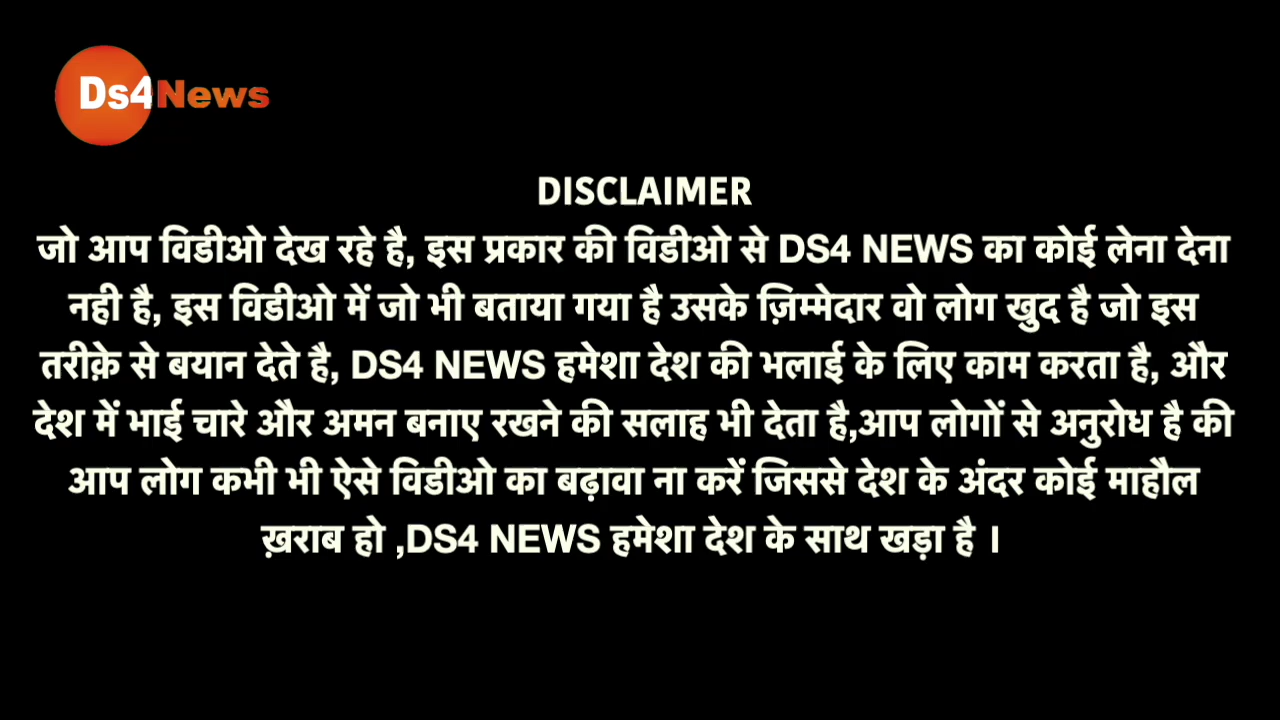 Ds4News
DISCLAIMER
जो आप विडीओ देख रहे है, इस प्रकार की विडीओ से DS4 NEWS का कोई लेना देना
नही है, इस विडीओ में जो भी बताया गया है उसके ज़िम्मेदार वो लोग खुद है जो इस
तरीक़े से बयान देते है, DS4 NEWS हमेशा देश की भलाई के लिए काम करता है, और
देश में भाई चारे और अमन बनाए रखने की सलाह भी देता है,आप लोगों से अनुरोध है की
आप लोग कभी भी ऐसे विडीओ का बढ़ावा ना करें जिससे देश के अंदर कोई माहौल
ख़राब हो ,DS4 NEWS हमेशा देश के साथ खड़ा है ।